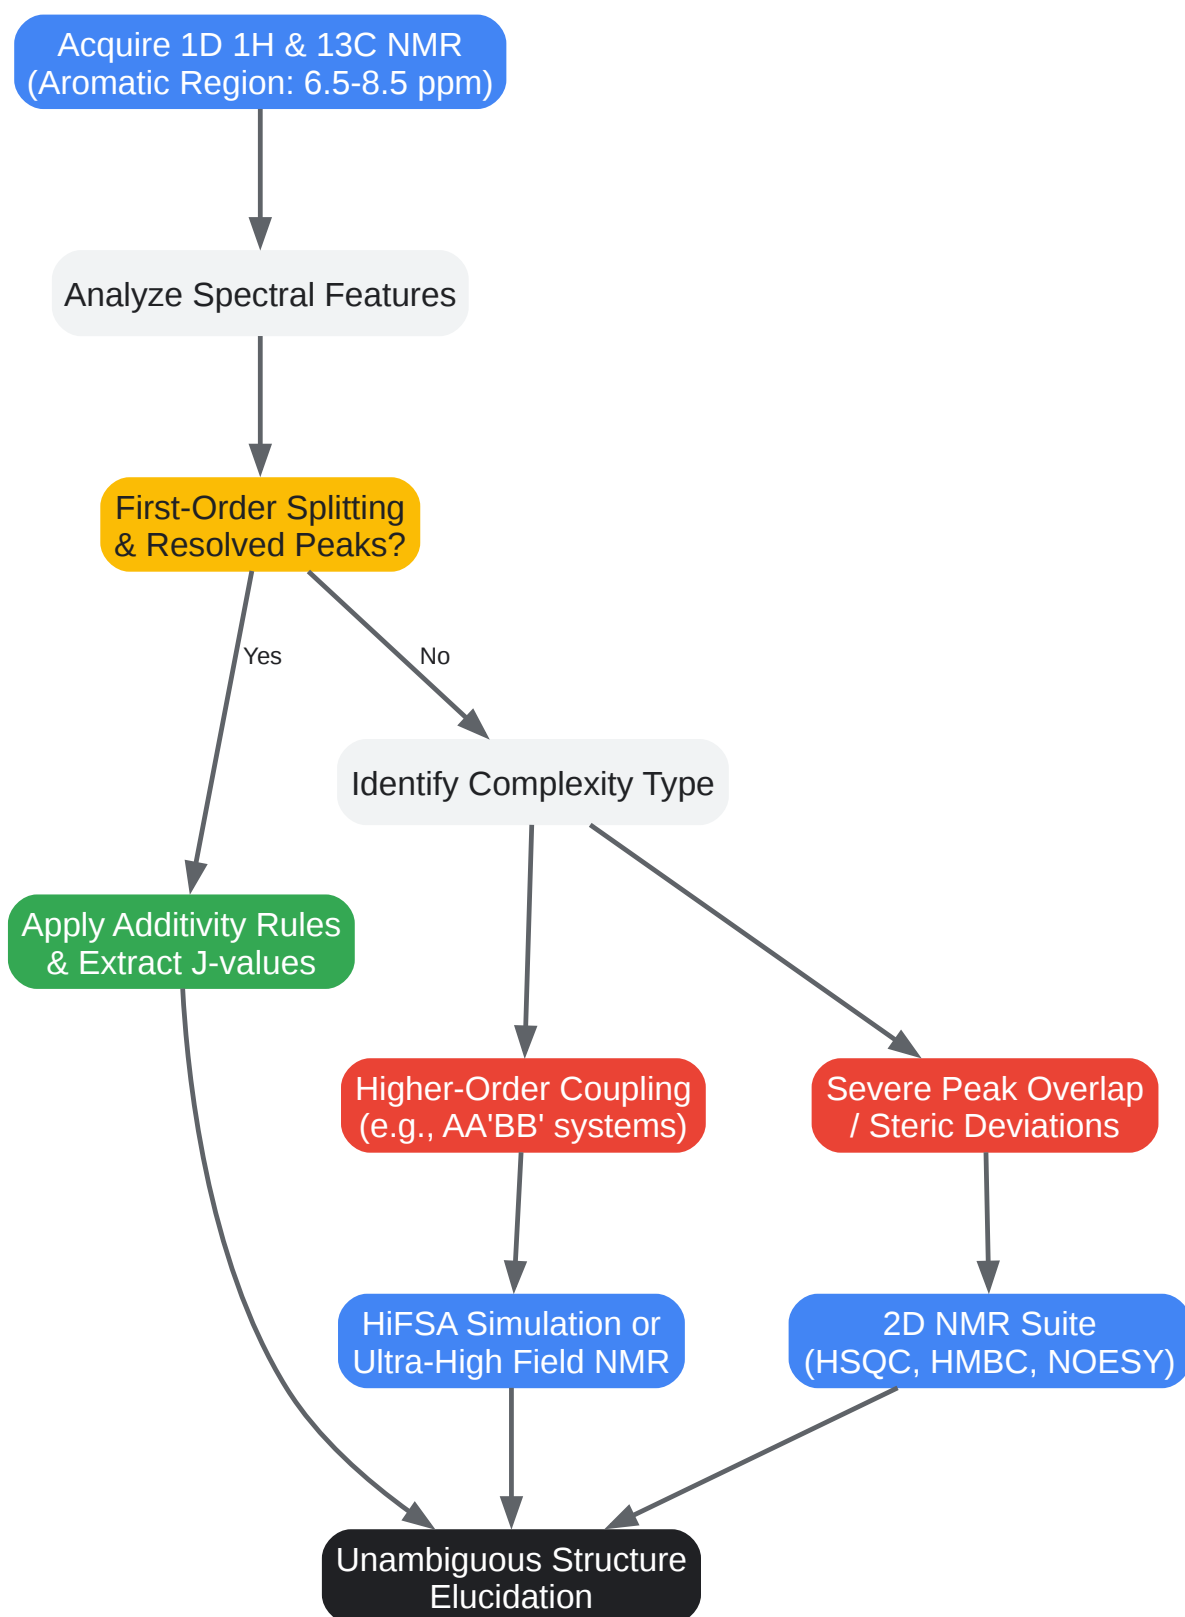 Acquire 1D 1H & 13C NMR
(Aromatic Region: 6.5-8.5 ppm)
Analyze Spectral Features
First-Order Splitting
& Resolved Peaks?
Yes
No
Identify Complexity Type
Apply Additivity Rules
& Extract J-values
Higher-Order Coupling
(e.g., AA'BB' systems)
Severe Peak Overlap
/ Steric Deviations
HiFSA Simulation or
Ultra-High Field NMR
2D NMR Suite
(HSQC, HMBC, NOESY)
Unambiguous Structure
Elucidation